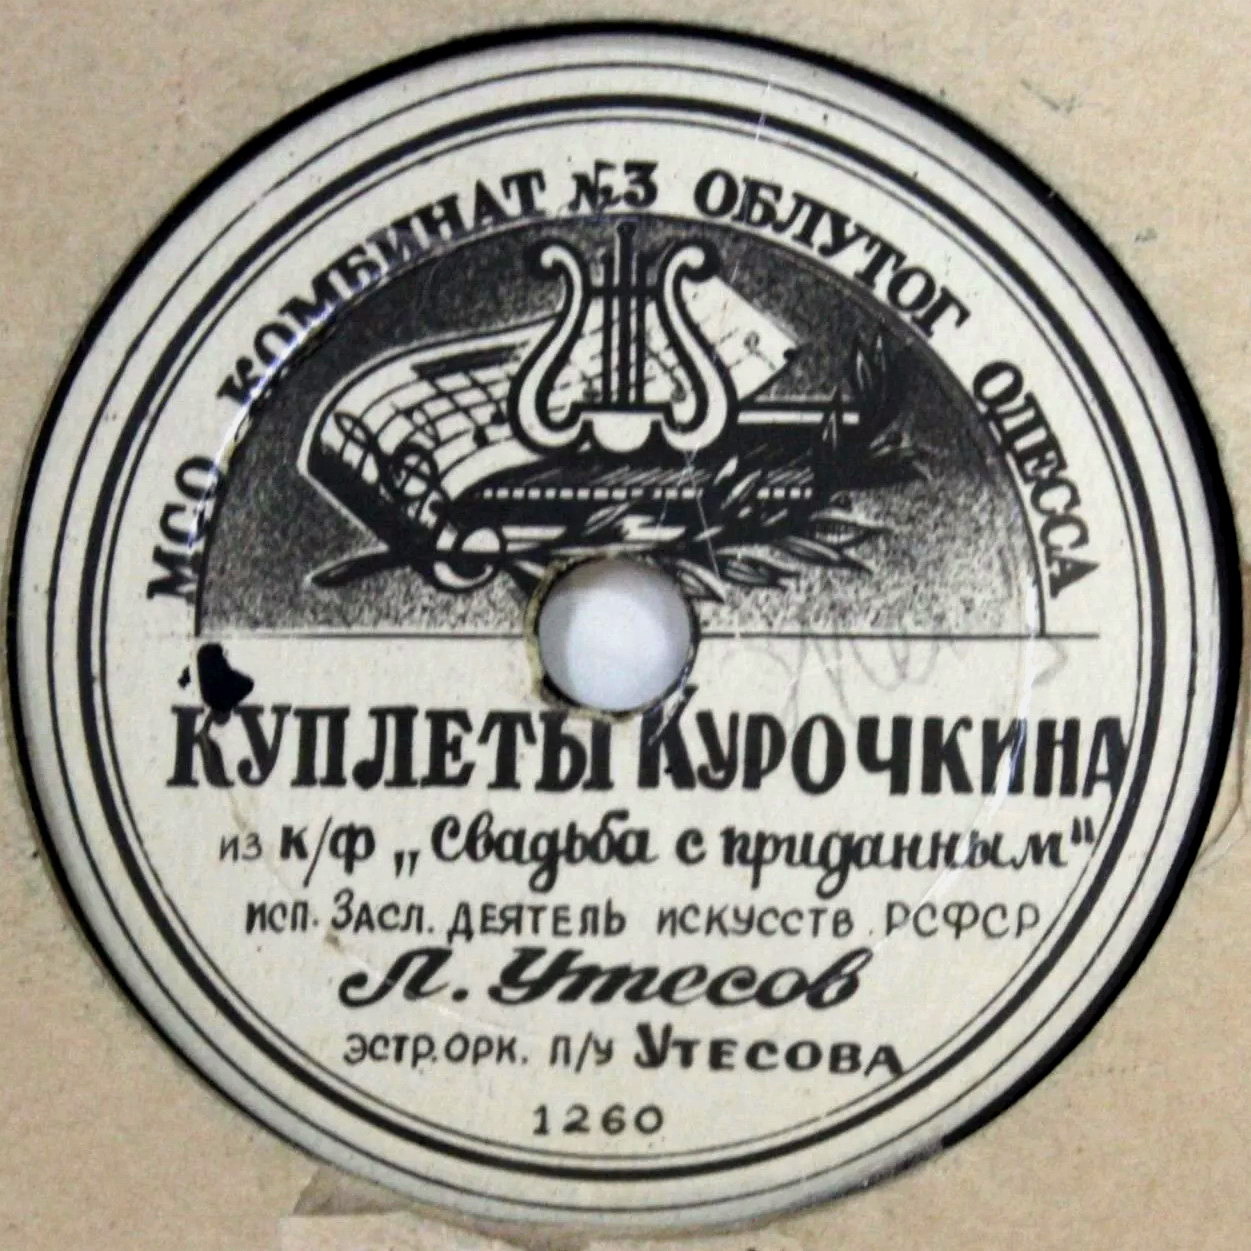 МСО КОМБИНАТ №3 ОБЛУТОГ ОДЕССА
КУПЛЕТЫ КУРОЧКИНА
из к/ф „Свадьба с приданным"
исп. Засл. деятель искусств РСФСР
Л. Утесов
эстр. орк. п/у Утесова
1260